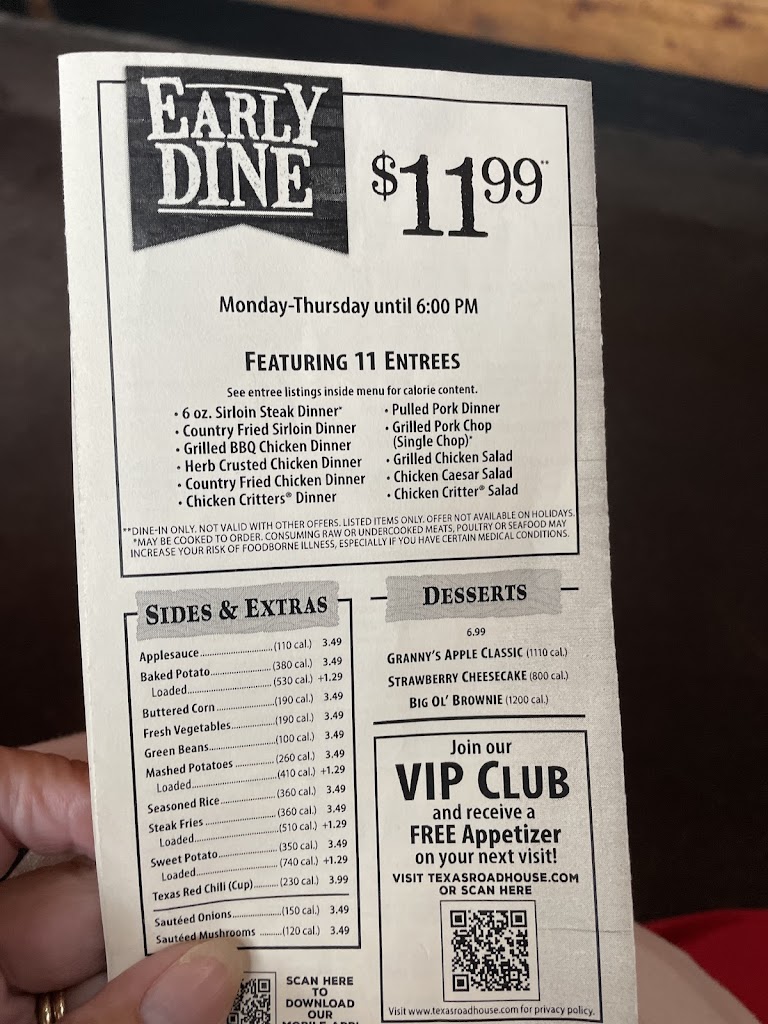 EARLY
DINE
$11.99**
Monday-Thursday until 6:00 PM
FEATURING 11 ENTREES
See entree listings inside menu for calorie content.
• 6 oz. Sirloin Steak Dinner*
• Country Fried Sirloin Dinner
• Grilled BBQ Chicken Dinner
• Herb Crusted Chicken Dinner
• Country Fried Chicken Dinner
• Chicken Critters® Dinner
• Pulled Pork Dinner
• Grilled Pork Chop
(Single Chop)*
• Grilled Chicken Salad
• Chicken Caesar Salad
• Chicken Critter® Salad
**DINE-IN ONLY. NOT VALID WITH OTHER OFFERS. LISTED ITEMS ONLY. OFFER NOT AVAILABLE ON HOLIDAYS.
*MAY BE COOKED TO ORDER. CONSUMING RAW OR UNDERCOOKED MEATS, POULTRY OR SEAFOOD MAY
INCREASE YOUR RISK OF FOODBORNE ILLNESS, ESPECIALLY IF YOU HAVE CERTAIN MEDICAL CONDITIONS.
SIDES & EXTRAS
Applesauce (110 cal.) 3.49
Baked Potato (380 cal.) 3.49
Loaded (530 cal.) +1.29
Buttered Corn (190 cal.) 3.49
Fresh Vegetables (190 cal.) 3.49
Green Beans (100 cal.) 3.49
Mashed Potatoes (260 cal.) 3.49
Loaded (410 cal.) +1.29
Seasoned Rice (360 cal.) 3.49
Steak Fries (360 cal.) 3.49
Loaded (510 cal.) +1.29
Sweet Potato (350 cal.) 3.49
Loaded (740 cal.) +1.29
Texas Red Chili (Cup) (230 cal.) 3.99
Sautéed Onions (150 cal.) 3.49
Sautéed Mushrooms (120 cal.) 3.49
DESSERTS
6.99
GRANNY'S APPLE CLASSIC (1110 cal.)
STRAWBERRY CHEESECAKE (800 cal.)
BIG OL' BROWNIE (1200 cal.)
Join our
VIP CLUB
and receive a
FREE Appetizer
on your next visit!
VISIT TEXASROADHOUSE.COM
OR SCAN HERE
Visit www.texasroadhouse.com for privacy policy.
SCAN HERE
TO
DOWNLOAD
OUR
MOBILE APP!